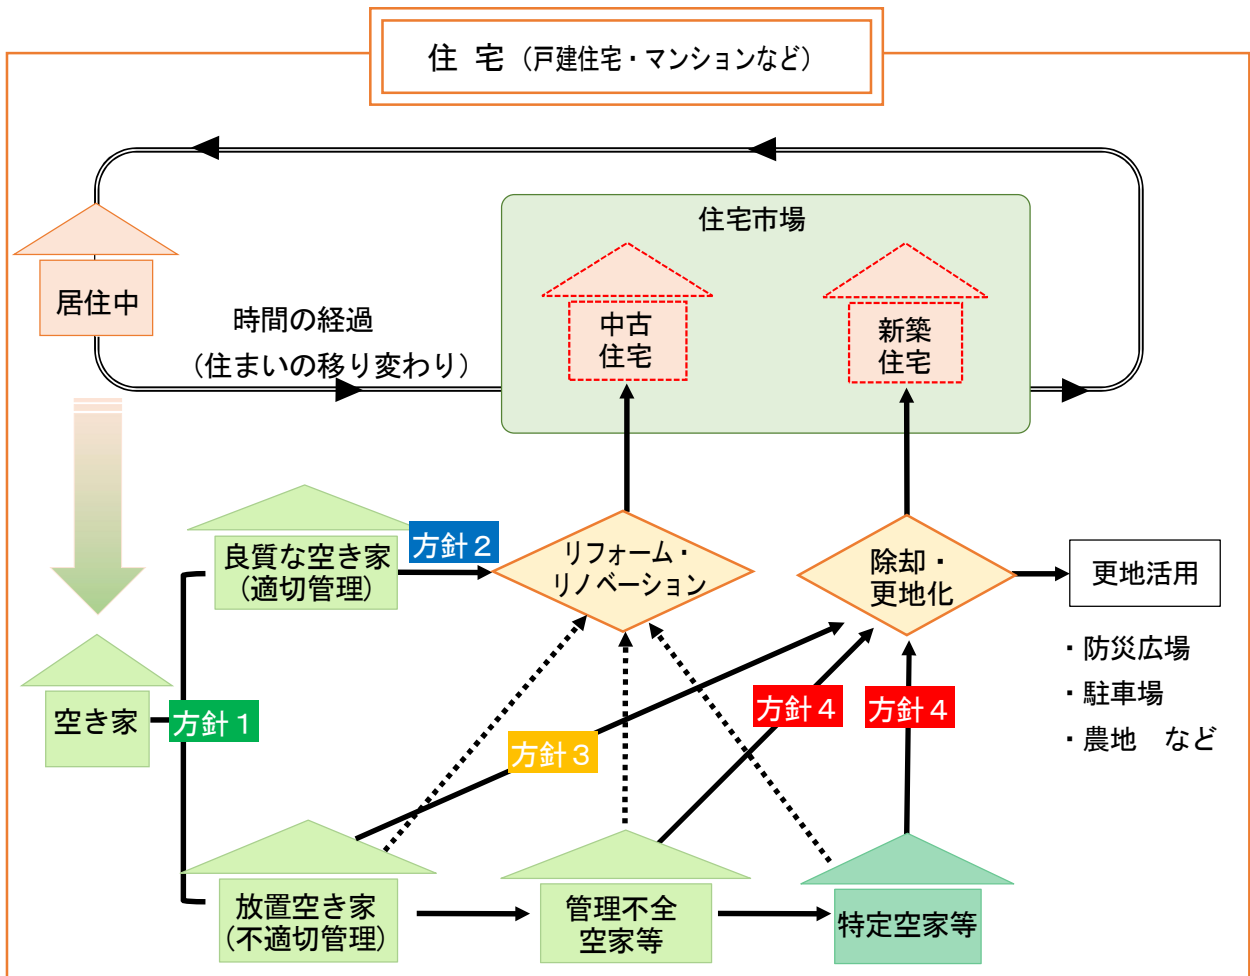 住 宅（戸建住宅・マンションなど）
住宅市場
居住中
時間の経過
（住まいの移り変わり）
中古
住宅
新築
住宅
良質な空き家
（適切管理）
方針２
リフォーム・
リノベーション
除却・
更地化
更地活用
・防災広場
・駐車場
・農地　など
空き家
方針１
方針３
方針４
方針４
放置空き家
（不適切管理）
管理不全
空家等
特定空家等